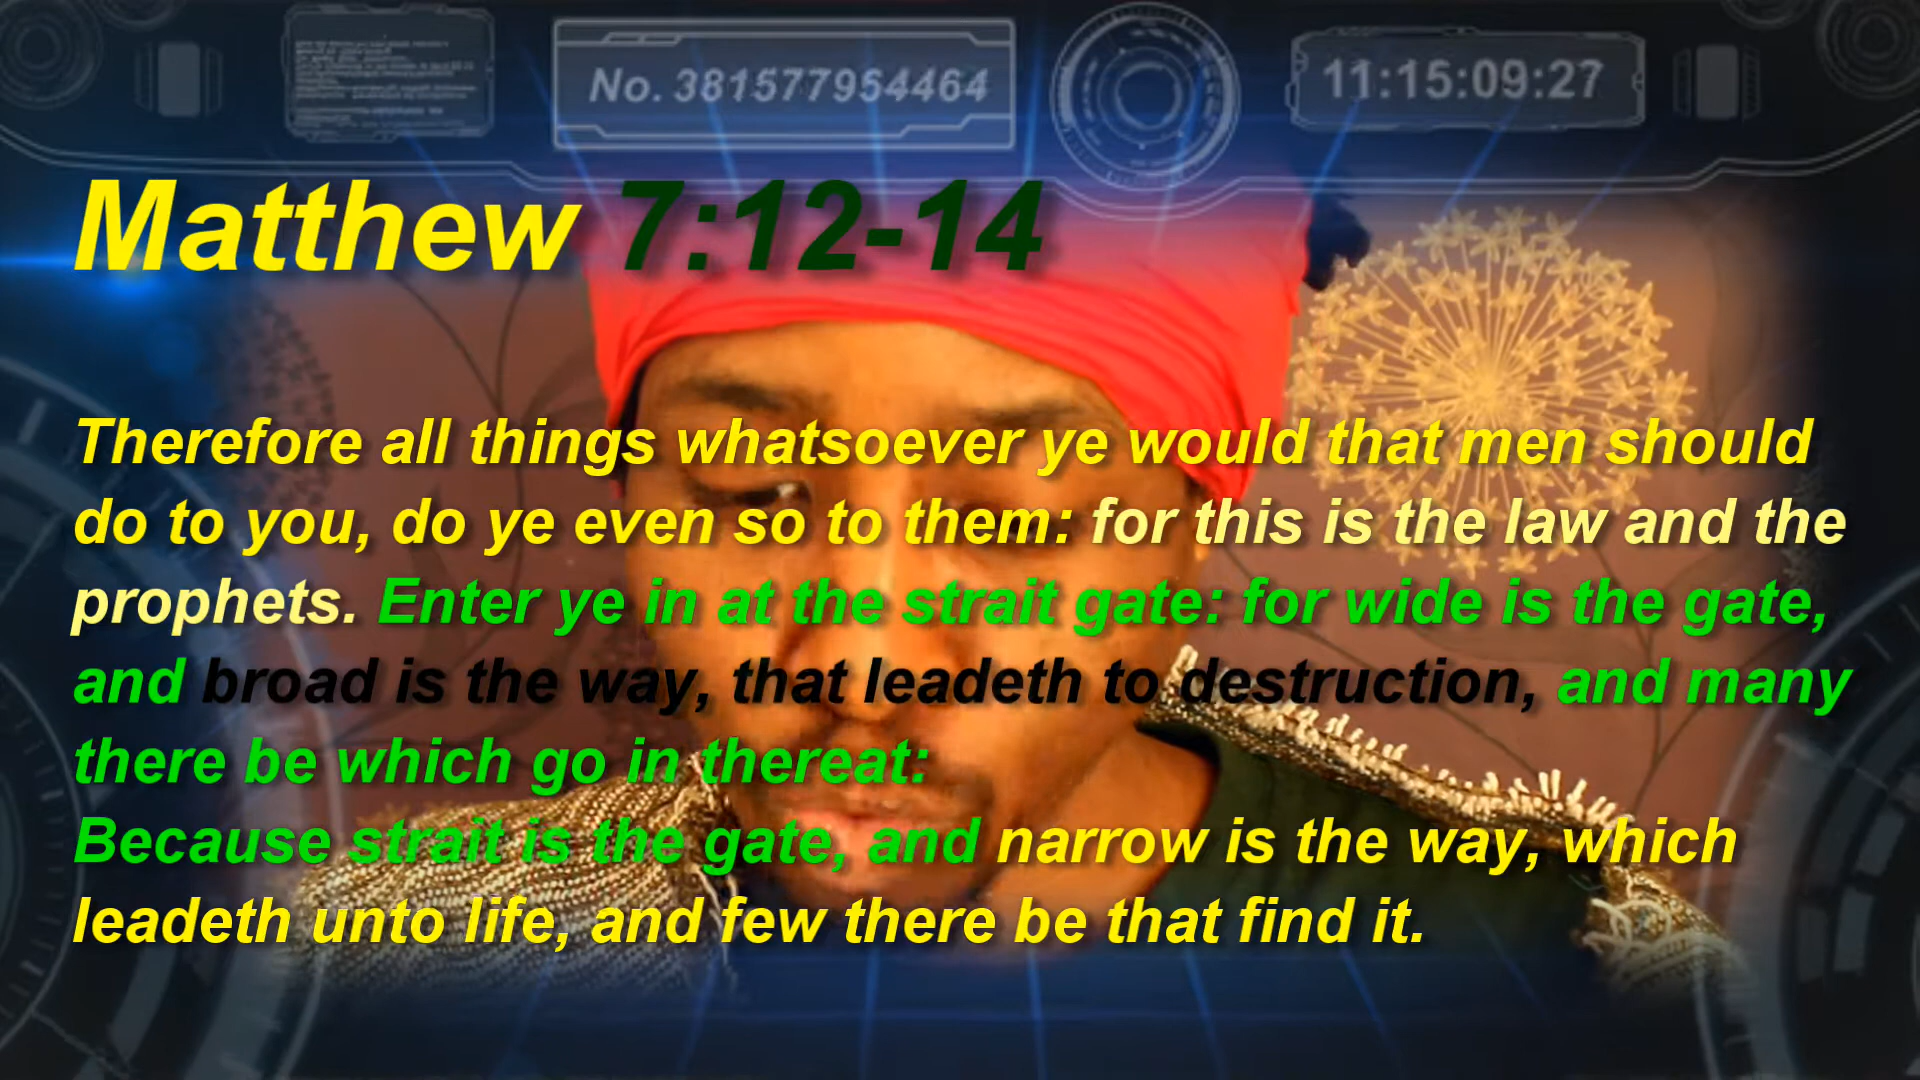 No. 381577954464
11:15:09:27
Matthew 7:12-14
Therefore all things whatsoever ye would that men should
do to you, do ye even so to them: for this is the law and the
prophets. Enter ye in at the strait gate: for wide is the gate,
and broad is the way, that leadeth to destruction, and many
there be which go in thereat:
Because strait is the gate, and narrow is the way, which
leadeth unto life, and few there be that find it.